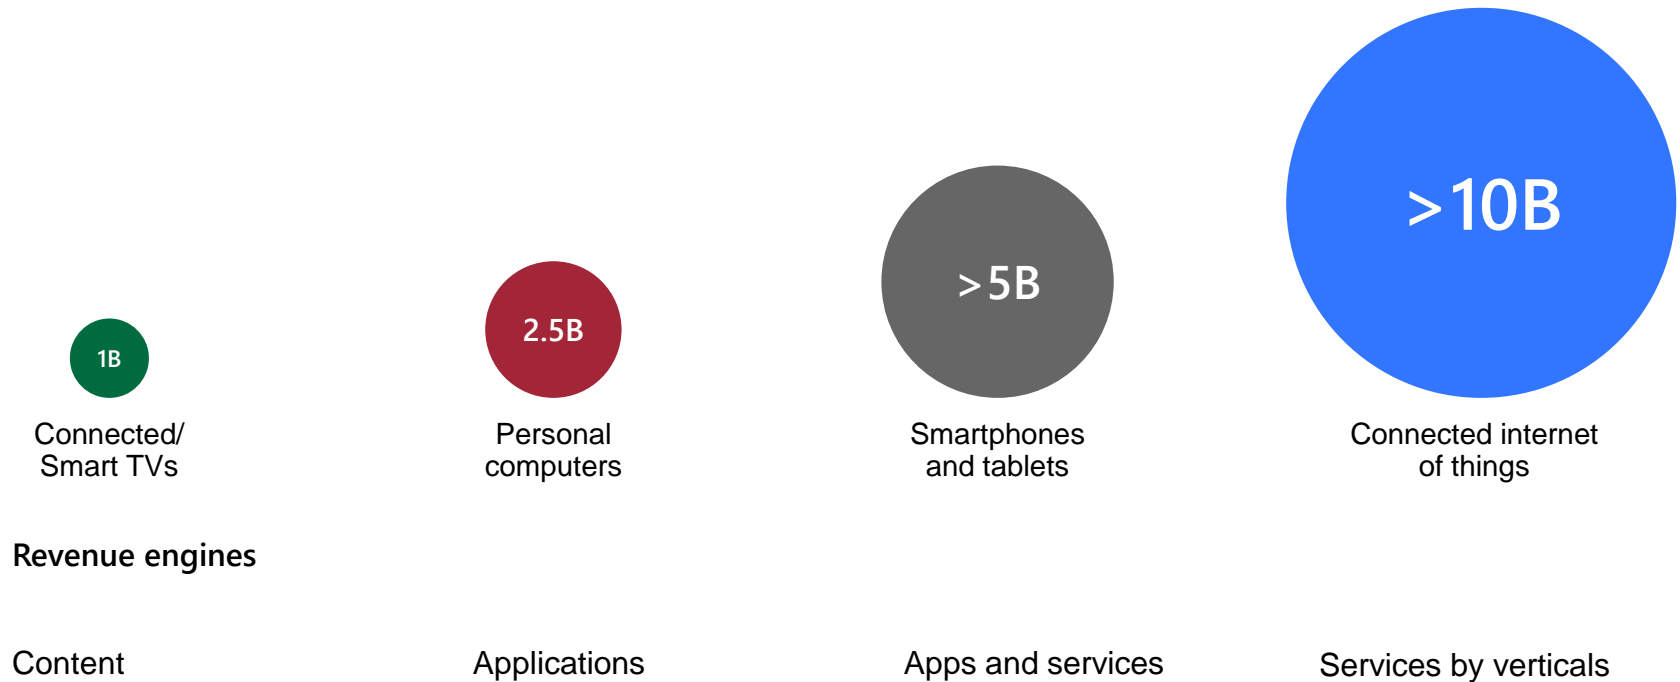 1B
2.5B
>5B
>10B
Connected/
Smart TVs
Personal
computers
Smartphones
and tablets
Connected internet
of things
Revenue engines
Content
Applications
Apps and services
Services by verticals